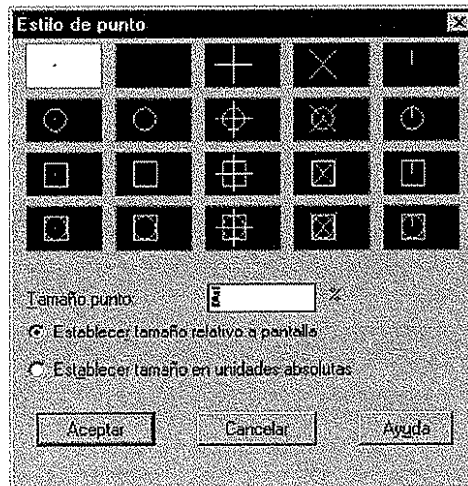 Estilo de punto
Tamaño punto: %
Establecer tamaño relativo a pantalla
Establecer tamaño en unidades absolutas
Aceptar Cancelar Ayuda